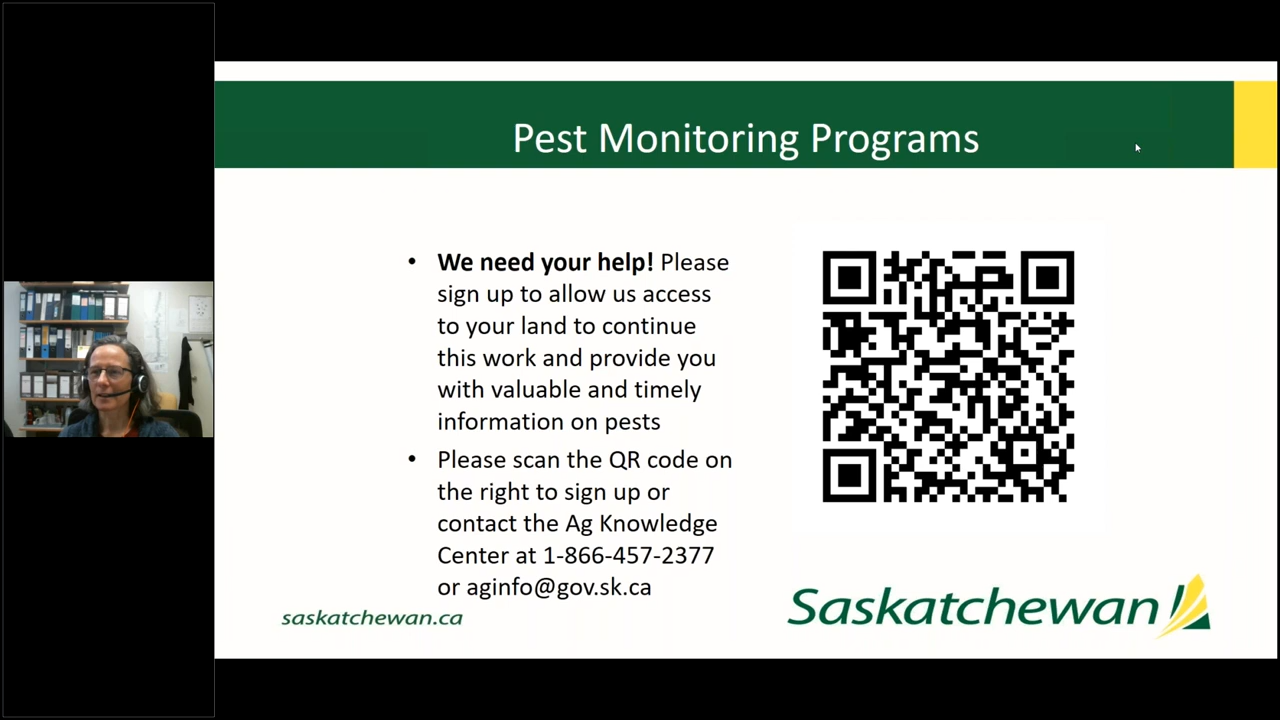 Pest Monitoring Programs
• We need your help! Please
sign up to allow us access
to your land to continue
this work and provide you
with valuable and timely
information on pests
• Please scan the QR code on
the right to sign up or
contact the Ag Knowledge
Center at 1-866-457-2377
or aginfo@gov.sk.ca
saskatchewan.ca
Saskatchewan